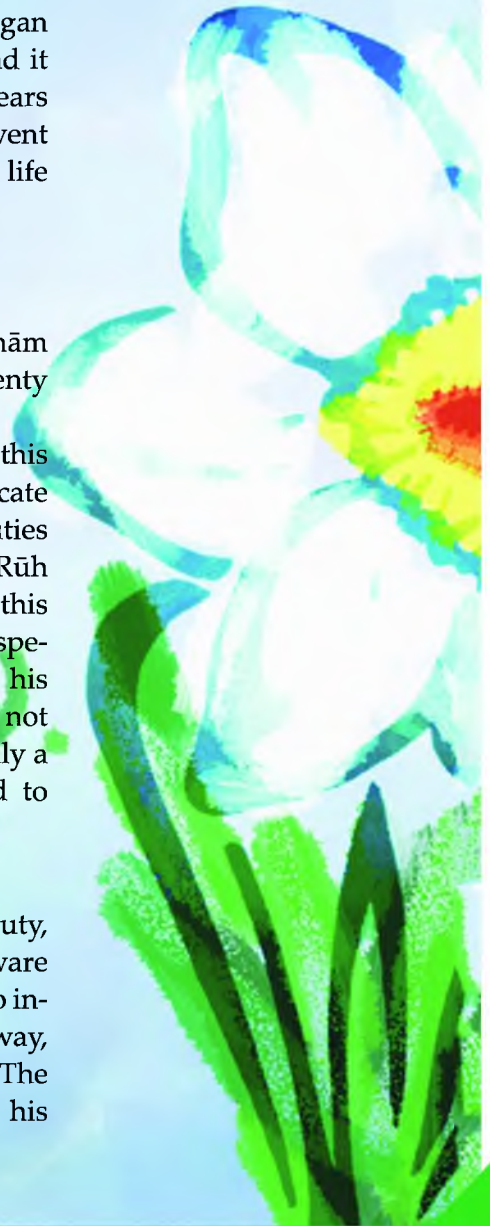 gan
d it
ears
vent
life
hām
enty
this
cate
ties
Rūh
this
spe-
his
not
ly a
d to
uty,
ware
o in-
way,
The
his